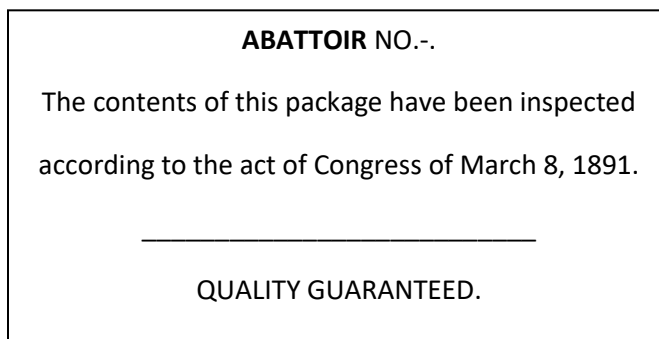 ABATTOIR NO.-.
The contents of this package have been inspected
according to the act of Congress of March 8, 1891.
____________________________
QUALITY GUARANTEED.